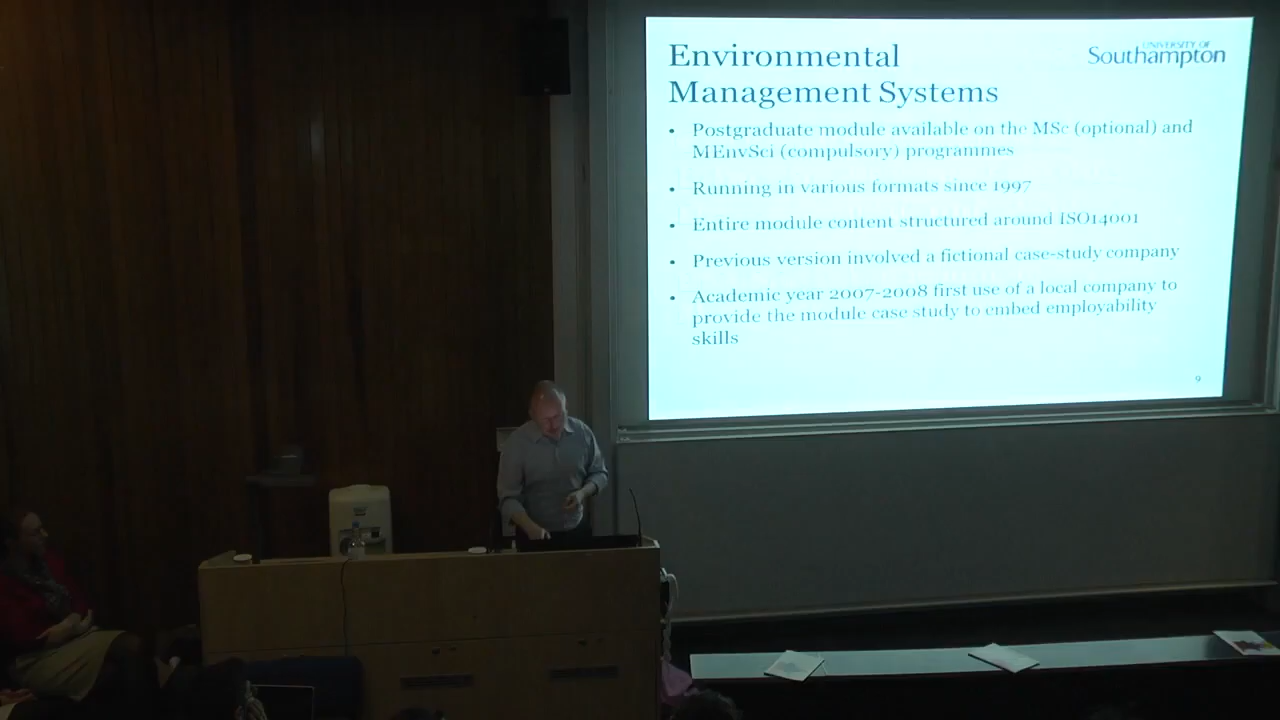 Environmental
Management Systems
UNIVERSITY OF
Southampton
• Postgraduate module available on the MSc (optional) and
MEnvSci (compulsory) programmes
• Running in various formats since 1997
• Entire module content structured around ISO14001
• Previous version involved a fictional case-study company
• Academic year 2007-2008 first use of a local company to
provide the module case study to embed employability
skills
9